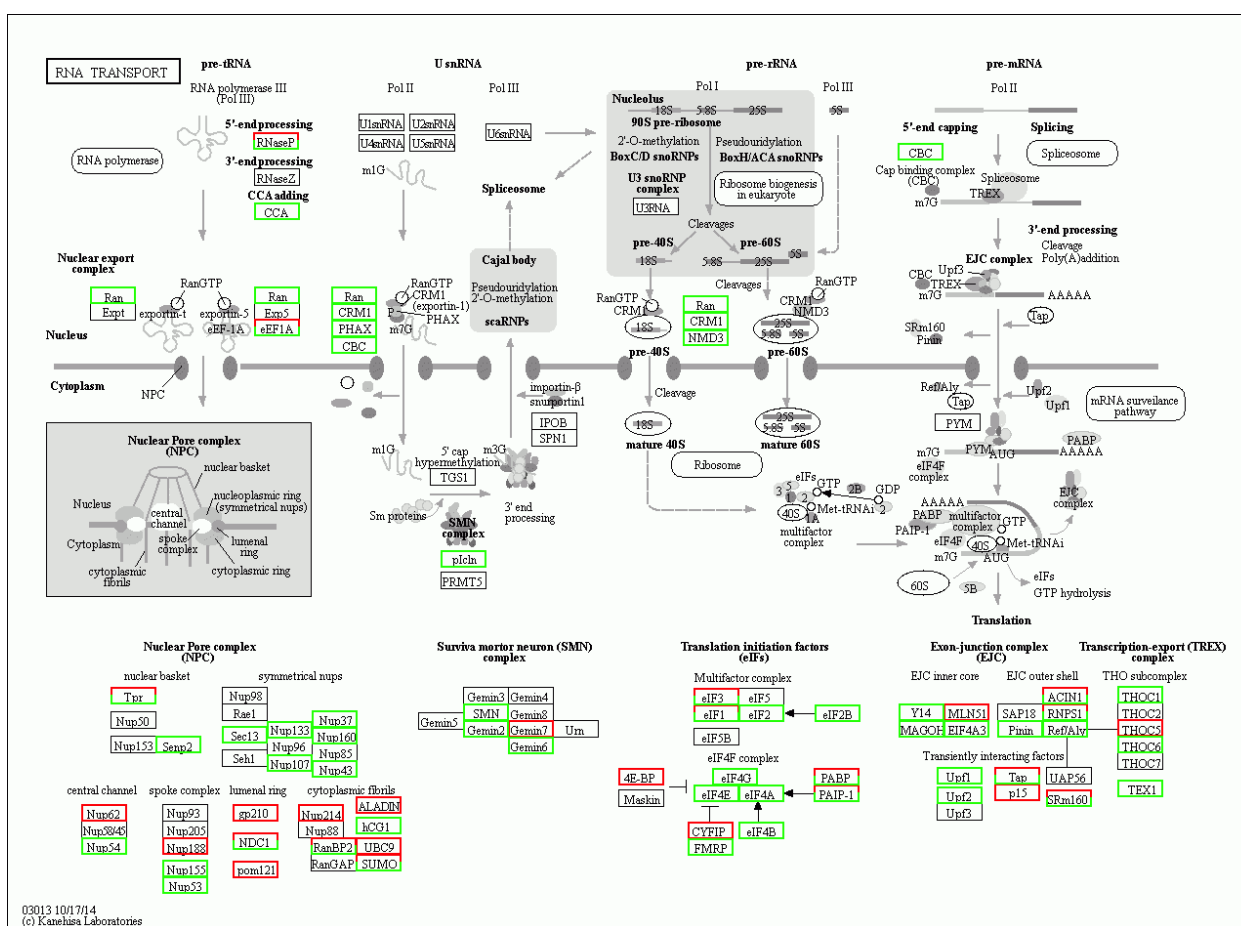 RNA TRANSPORT
pre-tRNA
RNA polymerase III
(Pol III)
5'-end processing
RNaseP
RNA polymerase
3'-end processing
RNaseZ
CCA adding
CCA
Nuclear export
complex
RanGTP
Ran
Expt
exportin-t
exportin-5
eEF-1A
Ran
Exp5
eEF1A
Nucleus
Cytoplasm
NPC
U snRNA
Pol II
Pol III
U1snRNA
U2snRNA
U4snRNA
U5snRNA
U6snRNA
m1G
Spliceosome
Cajal body
Pseudouridylation
2'-O-methylation
scaRNPs
Ran
CRM1
PHAX
CBC
RanGTP
CRM1
(exportin-1)
P
PHAX
m7G
importin-β
snurportin1
IPOB
SPN1
m1G
5' cap
hypermethylation
m3G
TGS1
Sm proteins
3' end
processing
SMN
complex
pIcln
PRMT5
pre-rRNA
Pol I
Pol III
Nucleolus
18S
5.8S
25S
5S
90S pre-ribosome
2'-O-methylation
Pseudouridylation
BoxC/D snoRNPs
BoxH/ACA snoRNPs
U3 snoRNP
complex
U3RNA
Ribosome biogenesis
in eukaryote
Cleavages
pre-40S
pre-60S
18S
5.8S
25S
5S
Cleavages
RanGTP
CRM1
18S
Ran
CRM1
NMD3
RanGTP
CRM1
NMD3
25S
5.8S
5S
pre-40S
pre-60S
Cleavage
18S
25S
5.8S
5S
mature 40S
mature 60S
Ribosome
eIFs
GTP
2B
GDP
3
5
1
2
Met-tRNAi
2
40S
1A
multifactor
complex
pre-mRNA
Pol II
5'-end capping
Splicing
CBC
Spliceosome
Cap binding complex
(CBC)
Spliceosome
TREX
m7G
3'-end processing
Cleavage
Poly(A)addition
EJC complex
CBC
Upf3
TREX
m7G
AAAAA
Tap
SRm160
Pinin
Ref/Aly
Tap
Upf2
Upf1
mRNA surveilance
pathway
PYM
m7G
PYM
AUG
PABP
AAAAA
eIF4F
complex
EJC
complex
AAAAA
PABP
PAIP-1
multifactor
complex
GTP
eIF4F
40S
Met-tRNAi
m7G
AUG
60S
5B
eIFs
GTP hydrolysis
Translation
Nuclear Pore complex
(NPC)
nuclear basket
Nucleus
nucleoplasmic ring
(symmetrical nups)
central
channel
Cytoplasm
spoke
complex
lumenal
ring
cytoplasmic
fibrils
cytoplasmic ring
Nuclear Pore complex
(NPC)
nuclear basket
symmetrical nups
Tpr
Nup50
Nup153
Senp2
Nup98
Rae1
Sec13
Seh1
Nup133
Nup96
Nup107
Nup37
Nup160
Nup85
Nup43
central channel
spoke complex
lumenal ring
cytoplasmic fibrils
Nup62
Nup58/45
Nup54
Nup93
Nup205
Nup188
Nup155
Nup53
gp210
NDC1
pom121
Nup214
Nup88
RanBP2
RanGAP
ALADIN
hCG1
UBC9
SUMO
Surviva mortor neuron (SMN)
complex
Gemin3
Gemin4
SMN
Gemin8
Gemin5
Gemin2
Gemin7
Unr
Gemin6
Translation initiation factors
(eIFs)
Multifactor complex
eIF3
eIF5
eIF1
eIF2
eIF2B
eIF5B
eIF4F complex
4E-BP
Maskin
eIF4G
eIF4E
eIF4A
PABP
PAIP-1
CYFIP
FMRP
eIF4B
Exon-junction complex
(EJC)
EJC inner core
EJC outer shell
Y14
MLN51
MAGOH
EIF4A3
ACIN1
SAP18
RNPS1
Pinin
Ref/Aly
Transiently interacting factors
Upf1
Upf2
Upf3
Tap
p15
UAP56
SRm160
Transcription-export (TREX)
complex
THO subcomplex
THOC1
THOC2
THOC5
THOC6
THOC7
TEX1
03013 10/17/14
(c) Kanehisa Laboratories